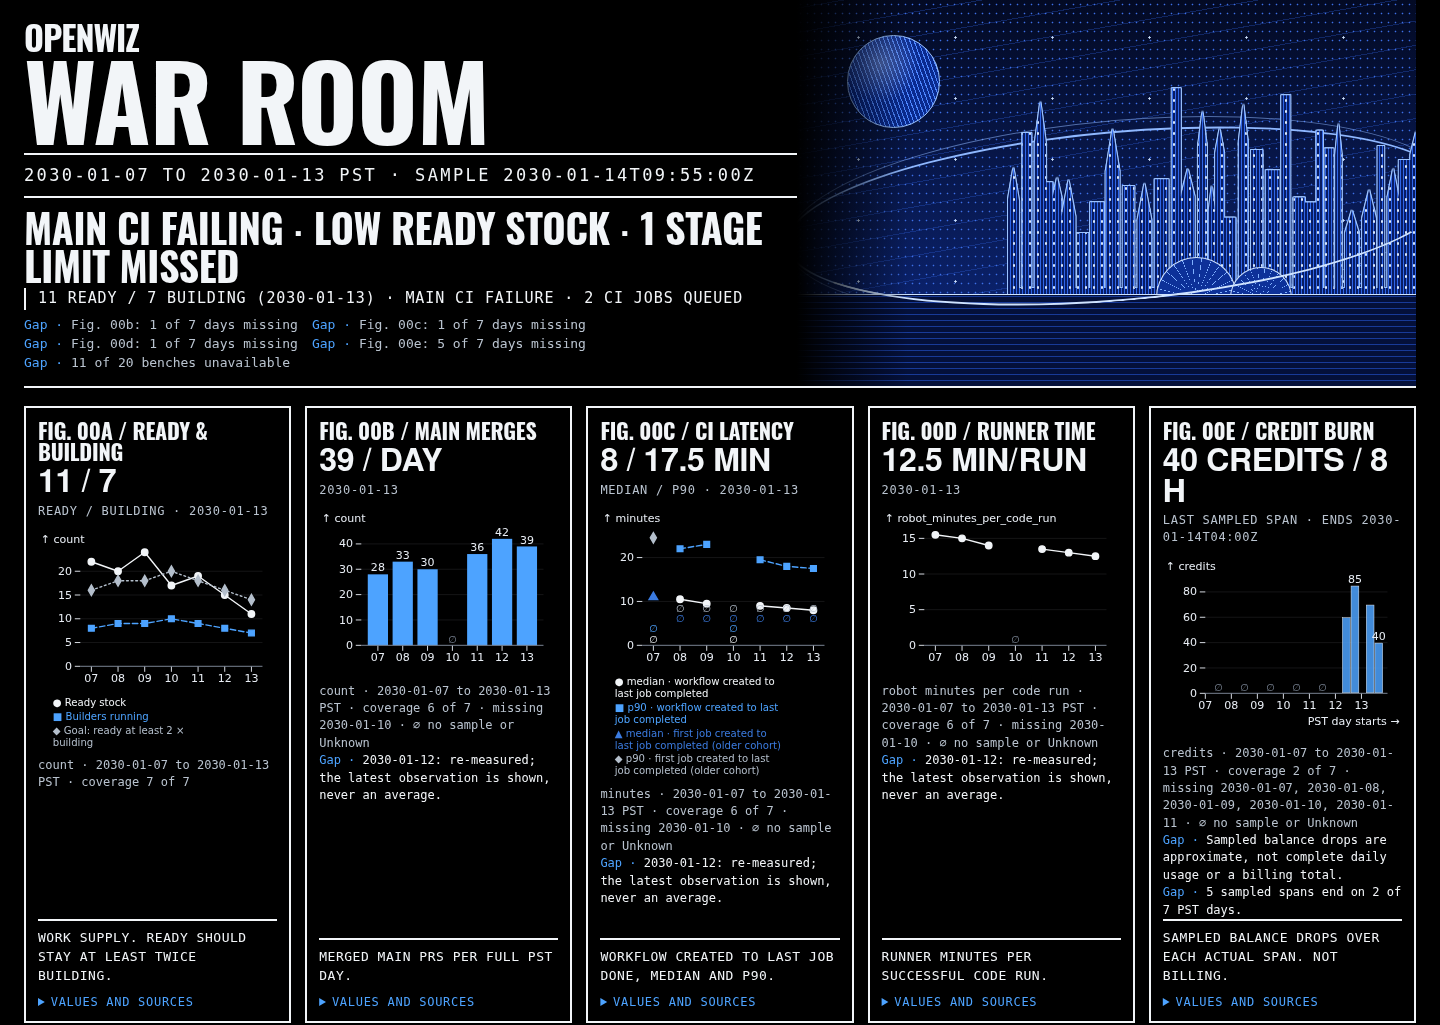 OPENWIZ
WAR ROOM
2030-01-07 TO 2030-01-13 PST · SAMPLE 2030-01-14T09:55:00Z
MAIN CI FAILING · LOW READY STOCK · 1 STAGE
LIMIT MISSED
11 READY / 7 BUILDING (2030-01-13) · MAIN CI FAILURE · 2 CI JOBS QUEUED
Gap · Fig. 00b: 1 of 7 days missing Gap · Fig. 00c: 1 of 7 days missing
Gap · Fig. 00d: 1 of 7 days missing Gap · Fig. 00e: 5 of 7 days missing
Gap · 11 of 20 benches unavailable
FIG. 00A / READY &
BUILDING
11 / 7
READY / BUILDING · 2030-01-13
↑ count
20
15
10
5
0
07 08 09 10 11 12 13
Ready stock
Builders running
Goal: ready at least 2 ×
building
count · 2030-01-07 to 2030-01-13
PST · coverage 7 of 7
WORK SUPPLY. READY SHOULD
STAY AT LEAST TWICE
BUILDING.
VALUES AND SOURCES
FIG. 00B / MAIN MERGES
39 / DAY
2030-01-13
↑ count
40
30
20
10
0
28 33 30 ∅ 36 42 39
07 08 09 10 11 12 13
count · 2030-01-07 to 2030-01-13
PST · coverage 6 of 7 · missing
2030-01-10 · ∅ no sample or
Unknown
Gap · 2030-01-12: re-measured;
the latest observation is shown,
never an average.
MERGED MAIN PRS PER FULL PST
DAY.
VALUES AND SOURCES
FIG. 00C / CI LATENCY
8 / 17.5 MIN
MEDIAN / P90 · 2030-01-13
↑ minutes
20
10
0
07 08 09 10 11 12 13
median · workflow created to
last job completed
p90 · workflow created to last
job completed
median · first job created to
last job completed (older cohort)
p90 · first job created to last
job completed (older cohort)
minutes · 2030-01-07 to 2030-01-
13 PST · coverage 6 of 7 ·
missing 2030-01-10 · ∅ no sample
or Unknown
Gap · 2030-01-12: re-measured;
the latest observation is shown,
never an average.
WORKFLOW CREATED TO LAST JOB
DONE, MEDIAN AND P90.
VALUES AND SOURCES
FIG. 00D / RUNNER TIME
12.5 MIN/RUN
2030-01-13
↑ robot_minutes_per_code_run
15
10
5
0
∅
07 08 09 10 11 12 13
robot minutes per code run ·
2030-01-07 to 2030-01-13 PST ·
coverage 6 of 7 · missing 2030-
01-10 · ∅ no sample or Unknown
Gap · 2030-01-12: re-measured;
the latest observation is shown,
never an average.
RUNNER MINUTES PER
SUCCESSFUL CODE RUN.
VALUES AND SOURCES
FIG. 00E / CREDIT BURN
40 CREDITS / 8
H
LAST SAMPLED SPAN · ENDS 2030-
01-14T04:00Z
↑ credits
80
60
40
20
0
∅ ∅ ∅ ∅ ∅ 85 40
07 08 09 10 11 12 13
PST day starts →
credits · 2030-01-07 to 2030-01-
13 PST · coverage 2 of 7 ·
missing 2030-01-07, 2030-01-08,
2030-01-09, 2030-01-10, 2030-01-
11 · ∅ no sample or Unknown
Gap · Sampled balance drops are
approximate, not complete daily
usage or a billing total.
Gap · 5 sampled spans end on 2 of
7 PST days.
SAMPLED BALANCE DROPS OVER
EACH ACTUAL SPAN. NOT
BILLING.
VALUES AND SOURCES